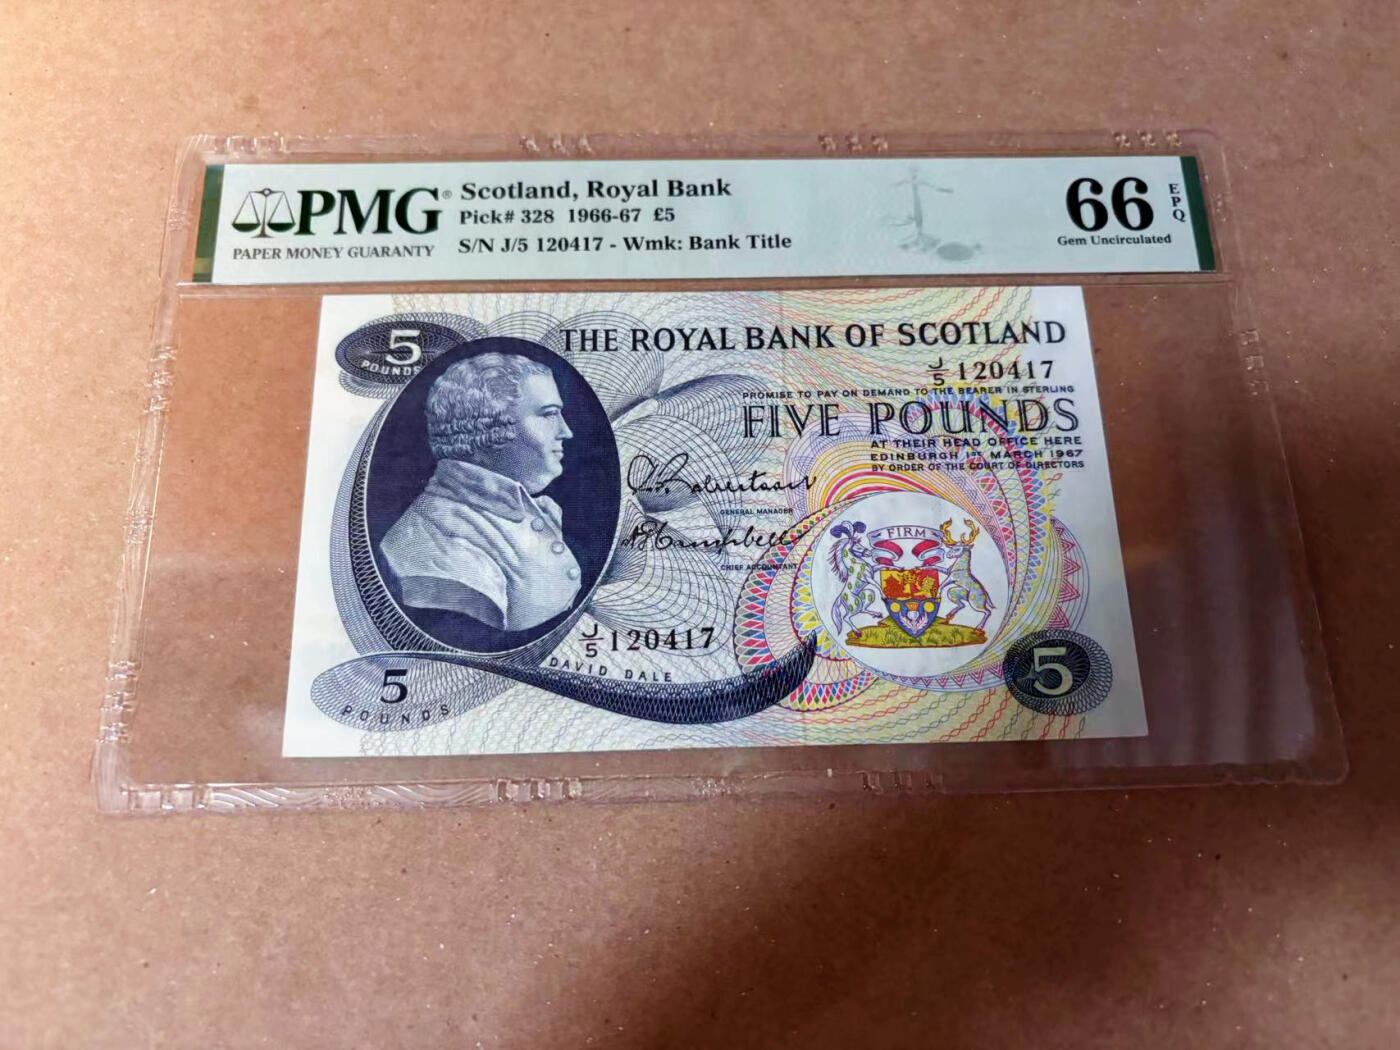 PMG®
PAPER MONEY GUARANTY
Scotland, Royal Bank
Pick# 328 1966-67 £5
S/N J/5 120417 - Wmk: Bank Title
66
EPQ
Gem Uncirculated
5
POUNDS
THE ROYAL BANK OF SCOTLAND
J/5 120417
PROMISE TO PAY ON DEMAND TO THE BEARER IN STERLING
FIVE POUNDS
AT THEIR HEAD OFFICE HERE
EDINBURGH 1ST MARCH 1967
BY ORDER OF THE COURT OF DIRECTORS
GENERAL MANAGER
CHIEF ACCOUNTANT
FIRM
J/5 120417
DAVID DALE
5
POUNDS
5